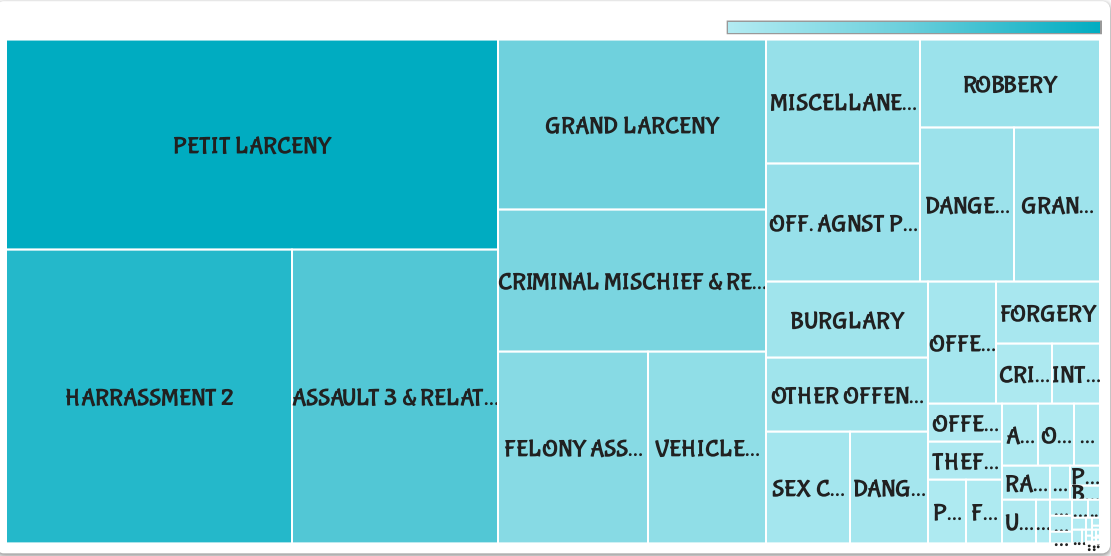 PETIT LARCENY
HARRASSMENT 2
ASSAULT 3 & RELAT...
GRAND LARCENY
CRIMINAL MISCHIEF & RE...
FELONY ASS...
VEHICLE...
MISCELLANE...
OFF. AGNST P...
ROBBERY
DANGE...
GRAN...
BURGLARY
OTHER OFFEN...
SEX C...
DANG...
OFFE...
FORGERY
CRI...
INT...
OFFE...
THEF...
P...
F...
A...
O...
...
RA...
...
P...
B...
U...
...